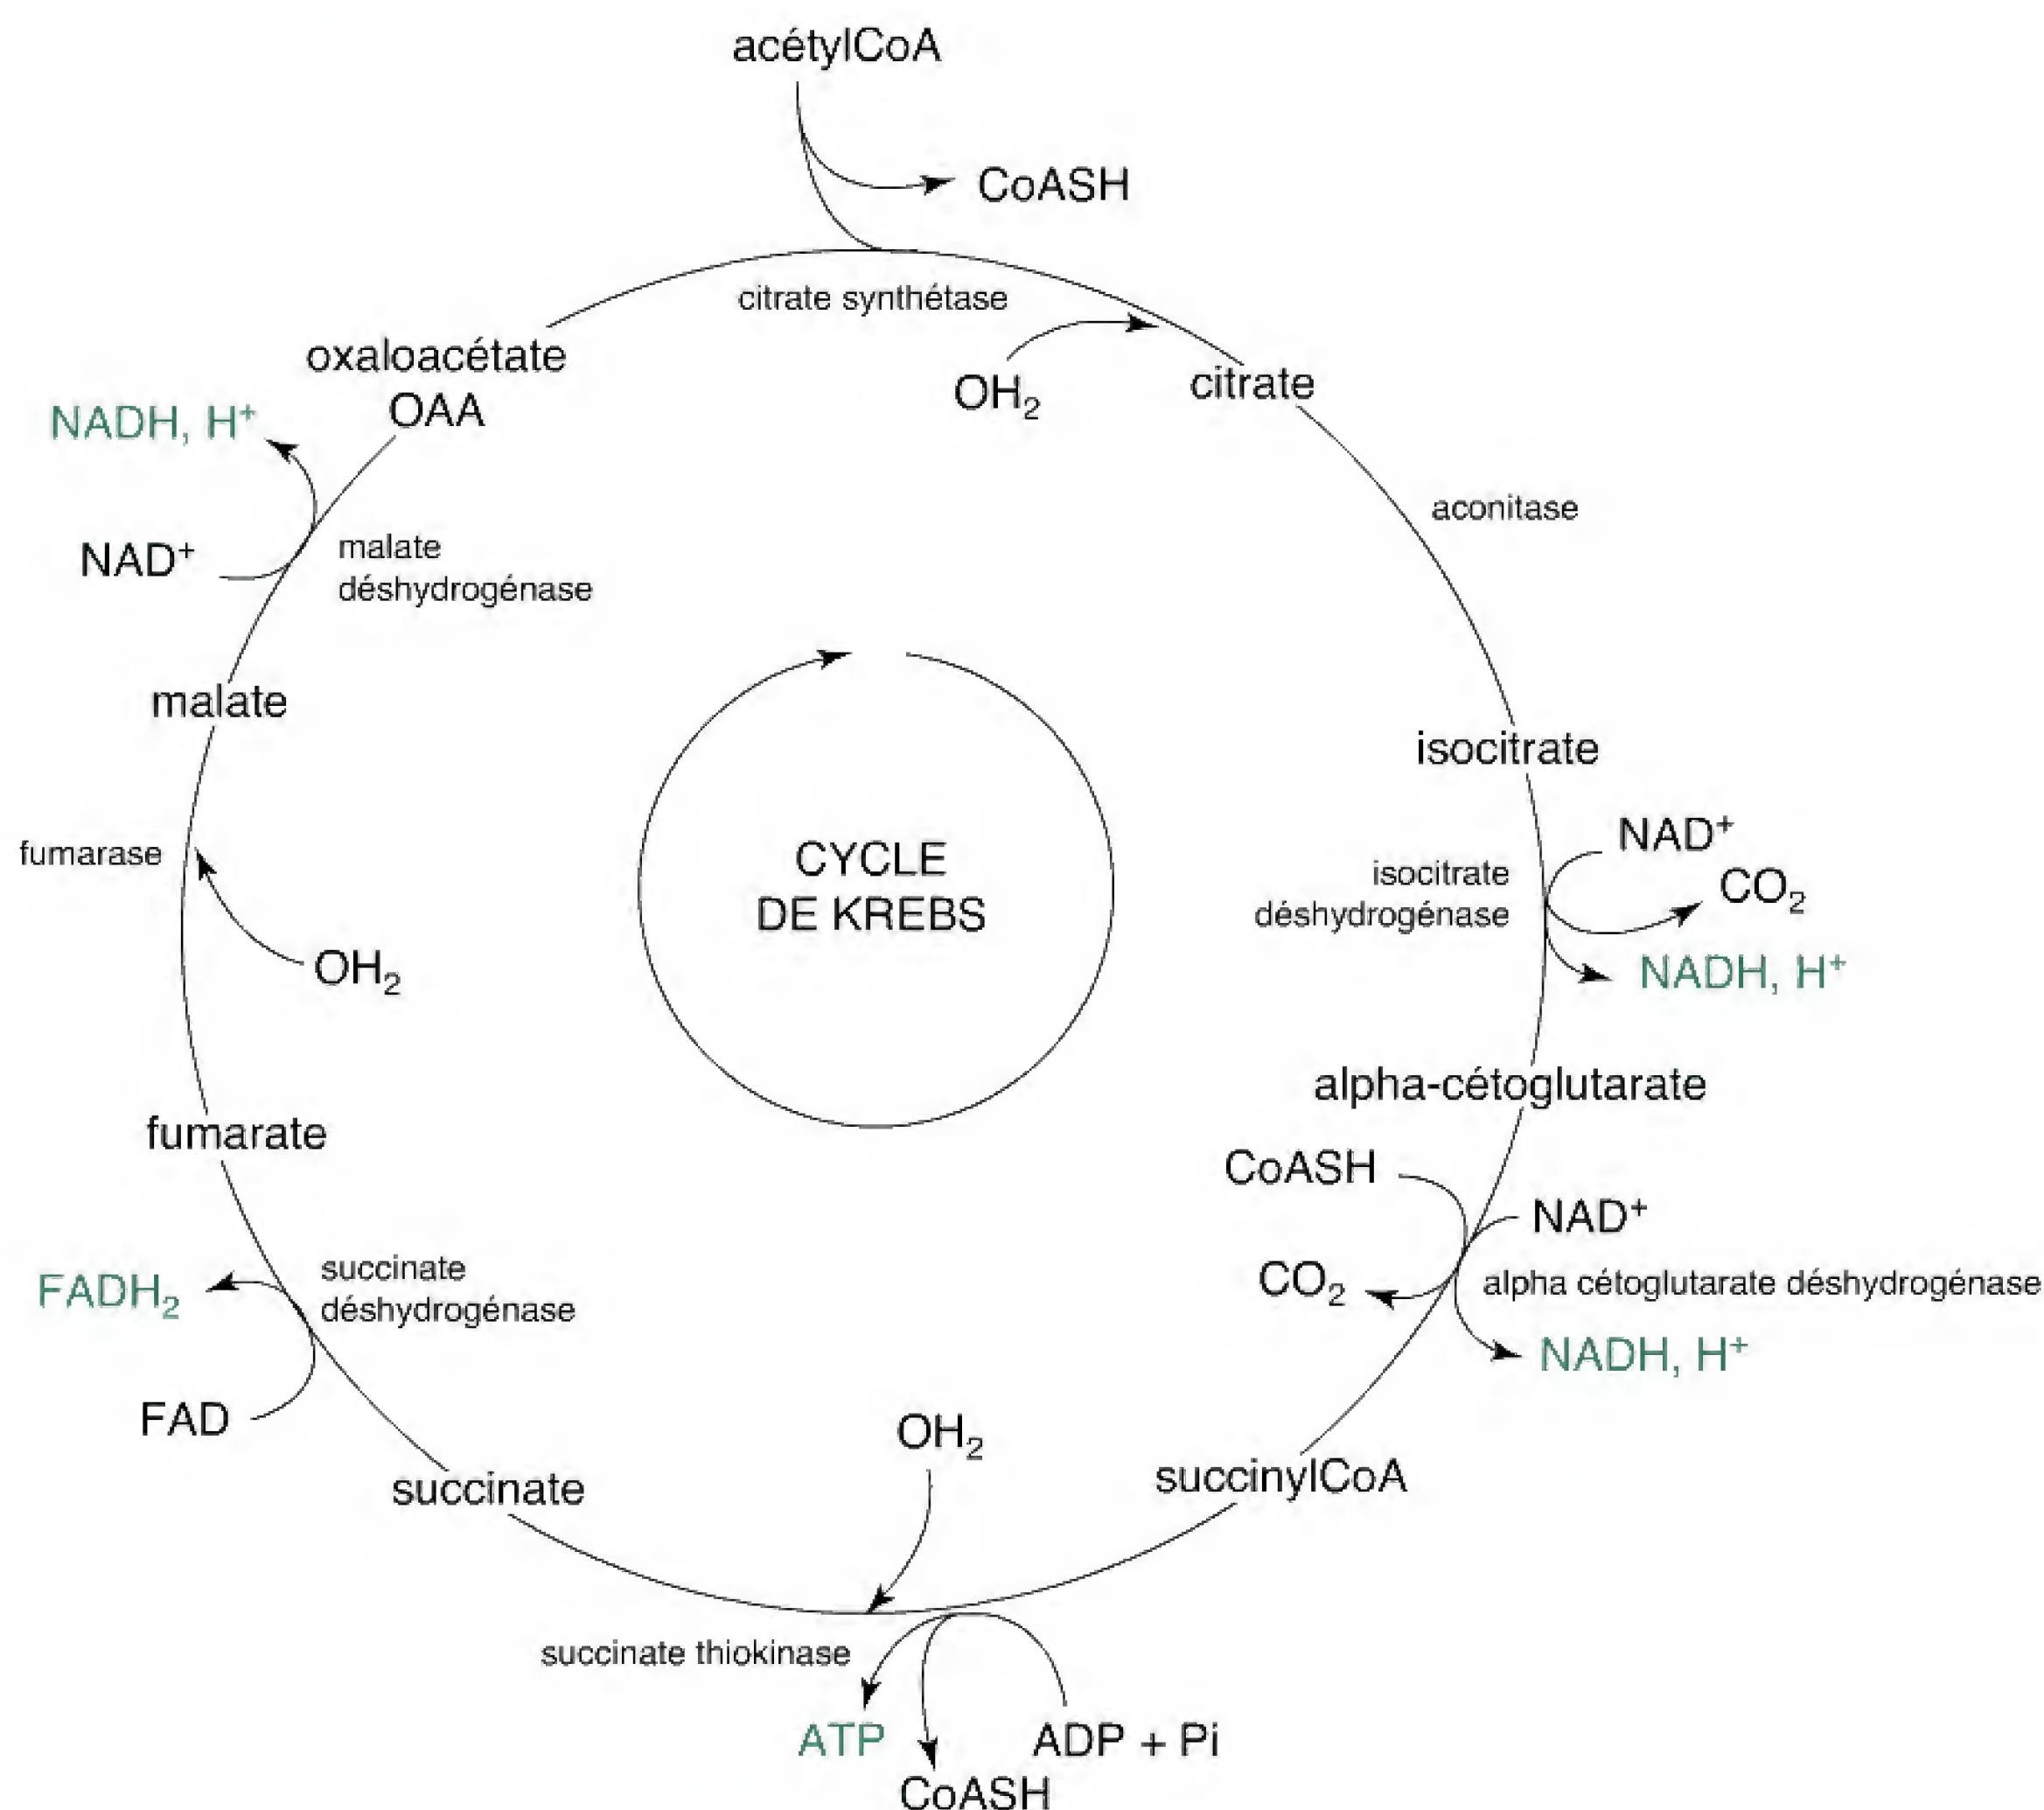 acétylCoA
CoASH
citrate synthétase
OH₂
citrate
oxaloacétate
OAA
NADH, H⁺
NAD⁺
malate
déshydrogénase
aconitase
malate
isocitrate
NAD⁺
CO₂
isocitrate
déshydrogénase
NADH, H⁺
fumarase
OH₂
CYCLE
DE KREBS
alpha-cétoglutarate
fumarate
CoASH
NAD⁺
CO₂
alpha cétoglutarate déshydrogénase
NADH, H⁺
FADH₂
succinate
déshydrogénase
FAD
OH₂
succinylCoA
succinate
succinate thiokinase
ATP
ADP + Pi
CoASH